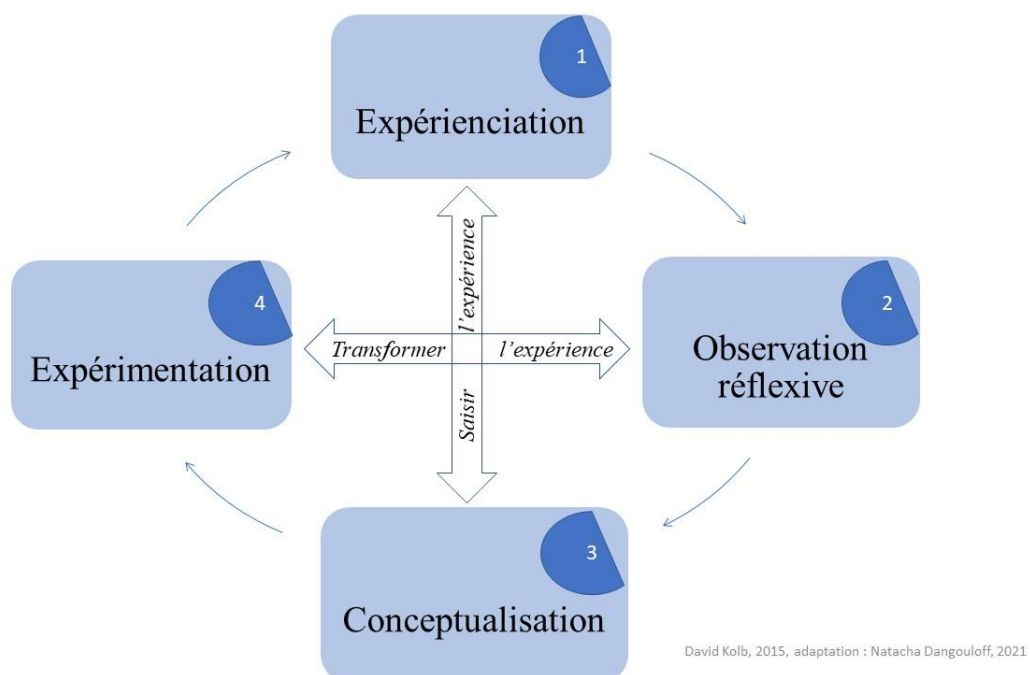 1
Expérienciation
2
Observation
réflexive
3
Conceptualisation
4
Expérimentation
Saisir l'expérience
Transformer l'expérience
David Kolb, 2015, adaptation : Natacha Dangouloff, 2021